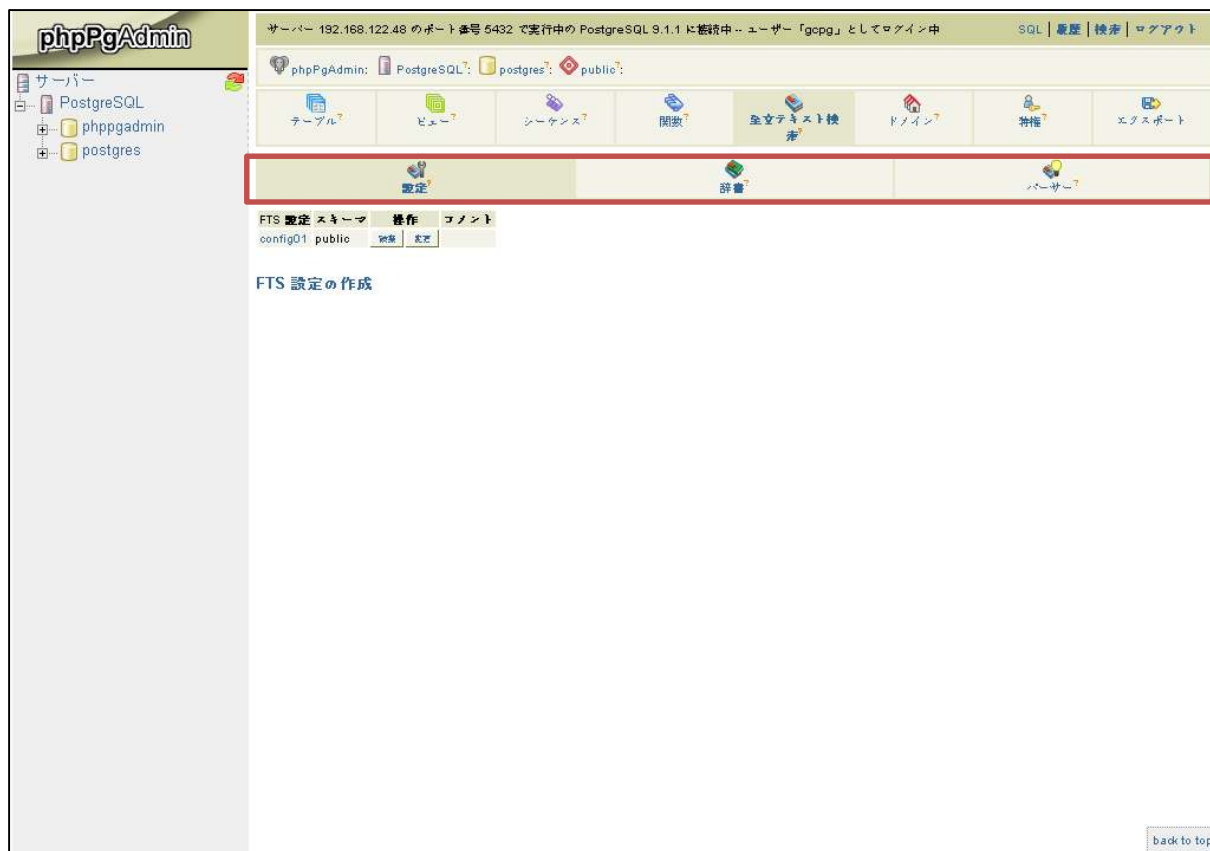 phpPgAdmin
サーバー
PostgreSQL
phppgadmin
postgres
サーバー 192.168.122.48 のポート番号 5432 で実行中の PostgreSQL 9.1.1 に接続中 -- ユーザー「gcpg」としてログイン中
SQL | 履歴 | 検索 | ログアウト
phpPgAdmin: PostgreSQL?: postgres?: public?:
テーブル? ビュー? シーケンス? 関数? 全文テキスト検索? ドメイン? 特権? エクスポート
設定? 辞書? パーサー?
FTS 設定 スキーマ 操作 コメント
config01 public 破棄 変更
FTS 設定の作成
back to top